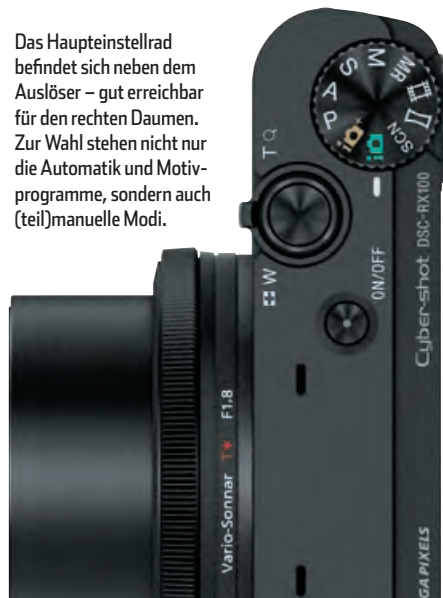 Das Haupteinstellrad
befindet sich neben dem
Auslöser – gut erreichbar
für den rechten Daumen.
Zur Wahl stehen nicht nur
die Automatik und Motiv-
programme, sondern auch
(teil)manuelle Modi.
M
MR
S
A
P
SCN
T
W
ON/OFF
Cyber-shot DSC-RX100
Vario-Sonnar T* F1.8
GAPIXELS